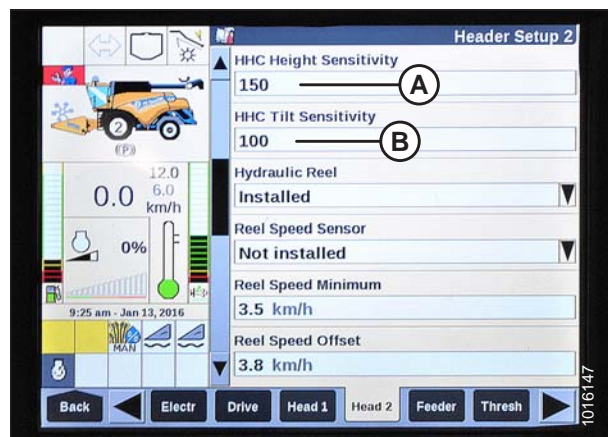 Header Setup 2
HHC Height Sensitivity
150
A
HHC Tilt Sensitivity
100
B
Hydraulic Reel
Installed
Reel Speed Sensor
Not installed
Reel Speed Minimum
3.5 km/h
Reel Speed Offset
3.8 km/h
2
(P)
12.0
0.0 6.0
km/h
0%
9:25 am - Jan 13, 2016
MAN
Back Electr Drive Head 1 Head 2 Feeder Thresh
1016147